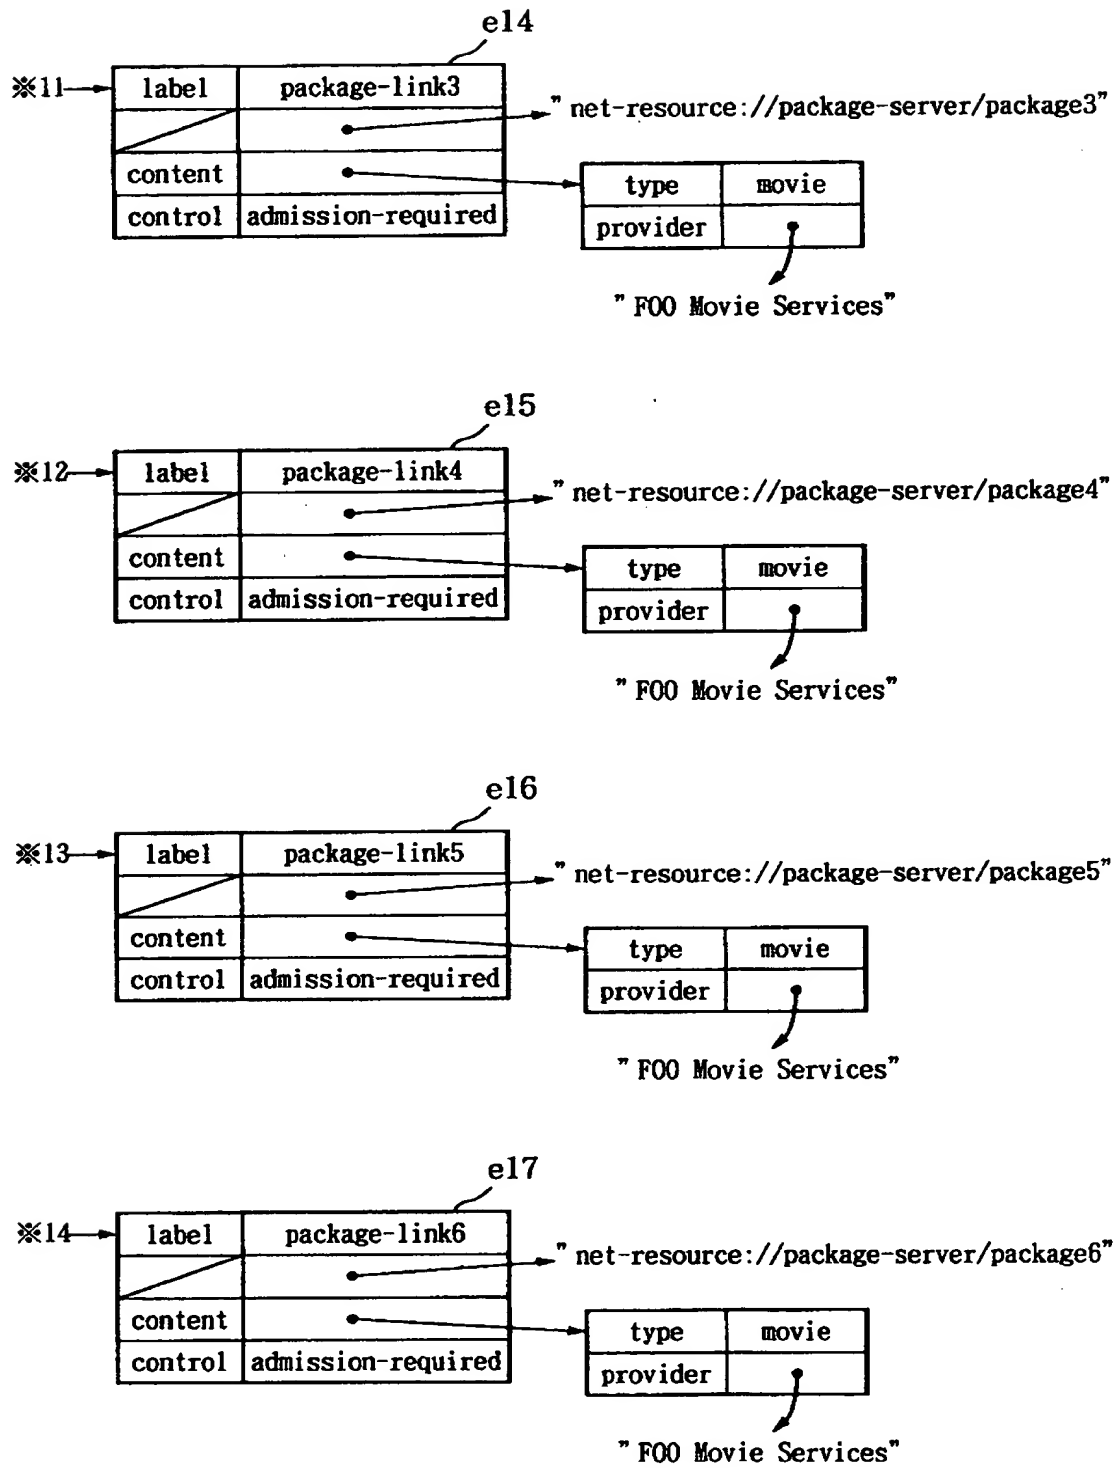 e14
※11 label package-link3
" net-resource://package-server/package3"
content type movie
control admission-required provider
" FOO Movie Services"
e15
※12 label package-link4
" net-resource://package-server/package4"
content type movie
control admission-required provider
" FOO Movie Services"
e16
※13 label package-link5
" net-resource://package-server/package5"
content type movie
control admission-required provider
" FOO Movie Services"
e17
※14 label package-link6
" net-resource://package-server/package6"
content type movie
control admission-required provider
" FOO Movie Services"